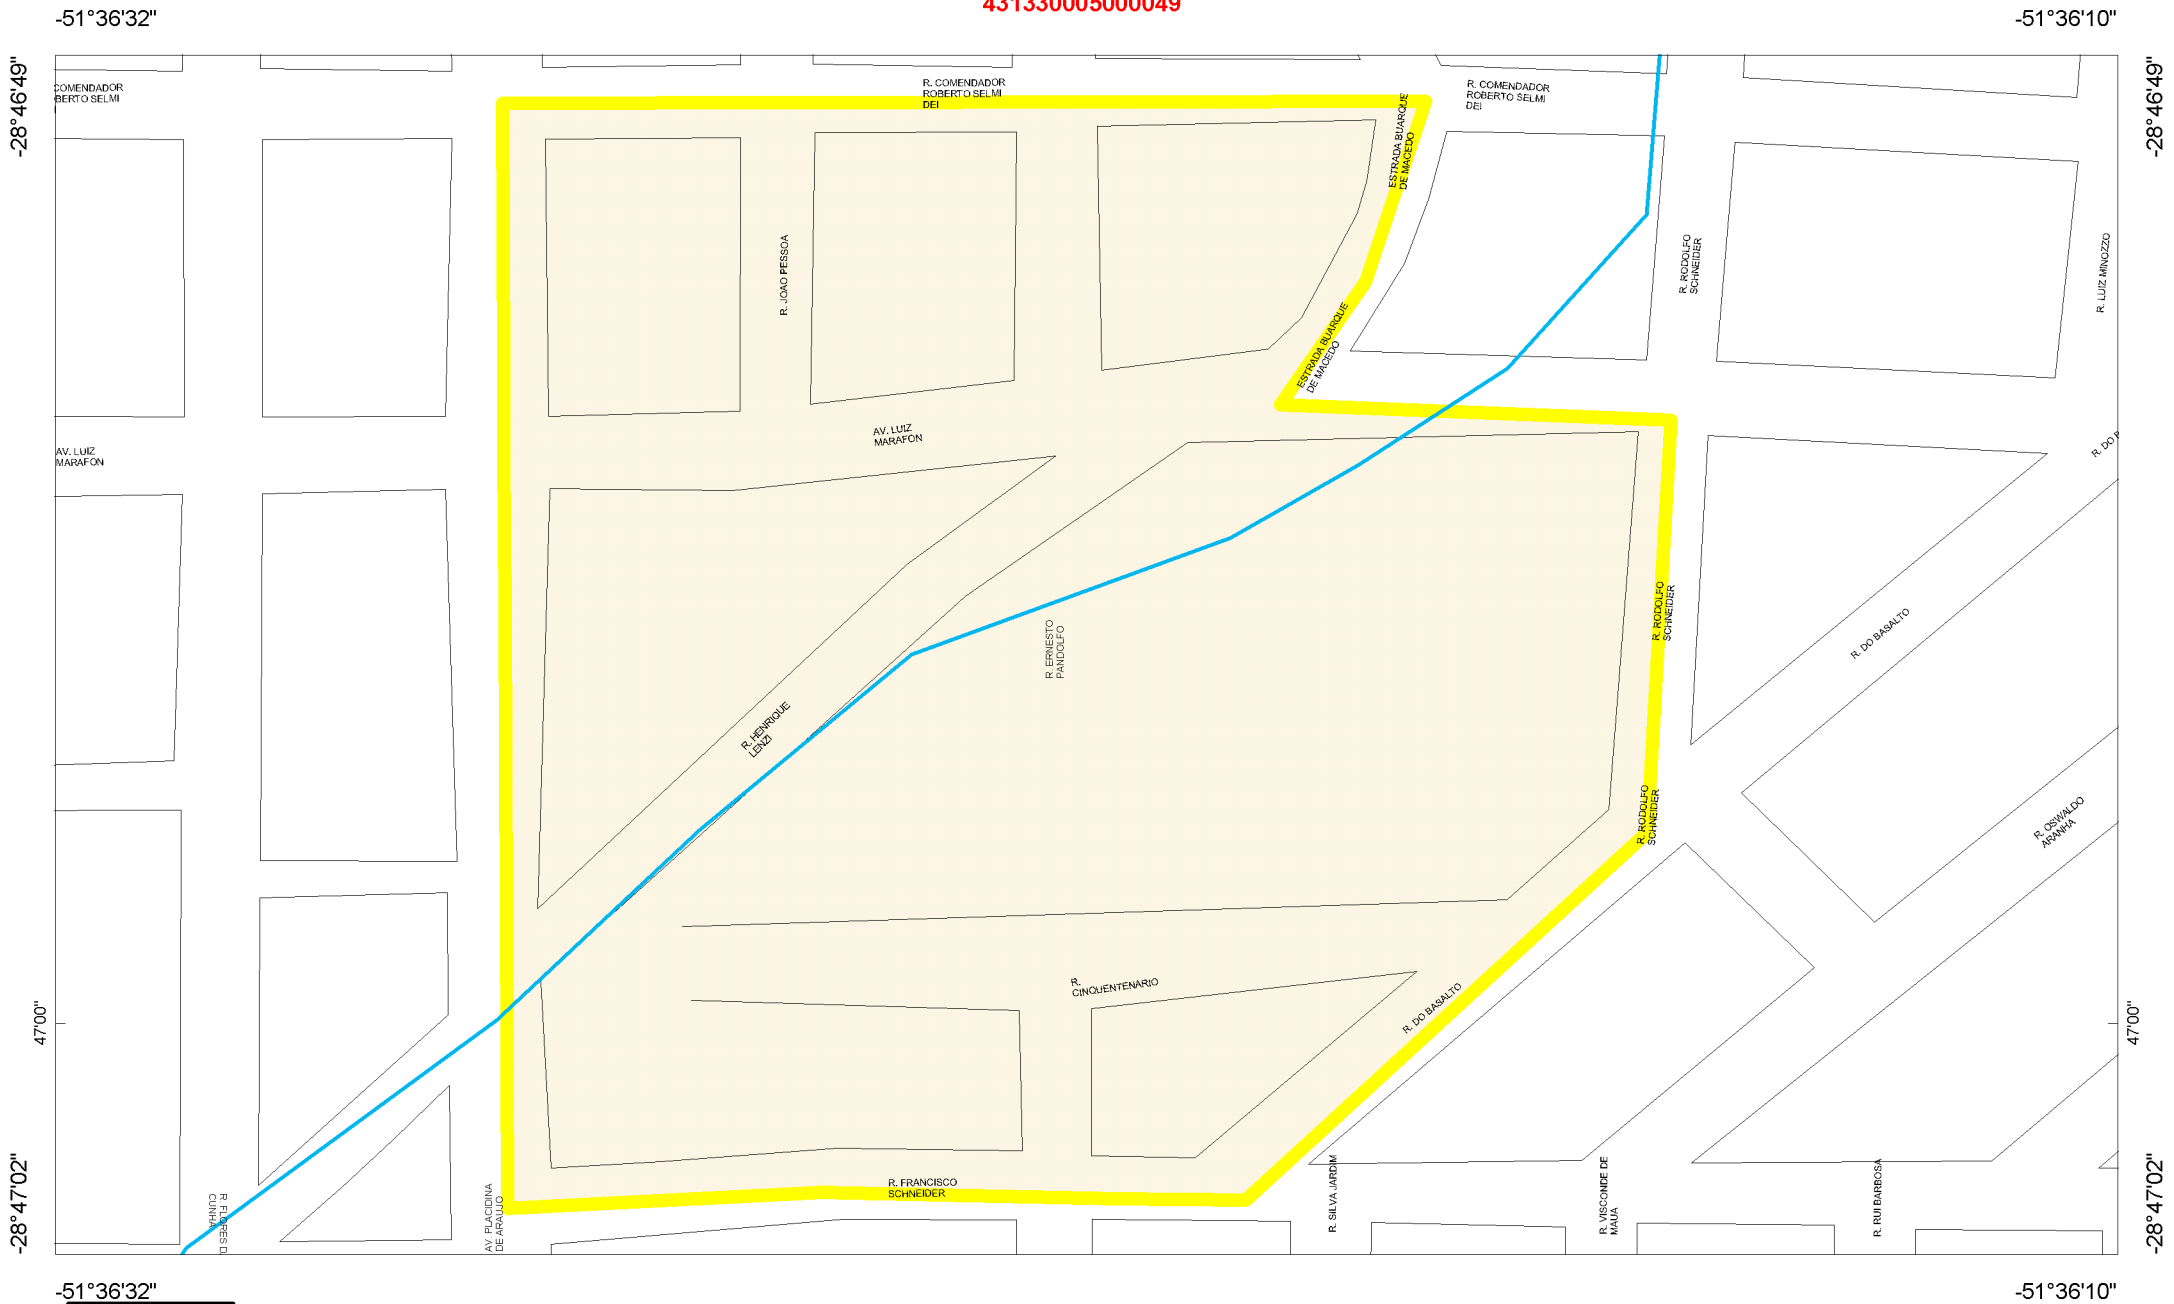 431330005000049
-51°36'32"
-51°36'10"
-28°46'49"
-28°46'49"
COMENDADOR
BERTO SELMI
R. COMENDADOR
ROBERTO SELMI
DEI
R. COMENDADOR
ROBERTO SELMI
DEI
ESTRADA BUARQUE
DE MACEDO
R. JOAO PESSOA
R. RODOLFO
SCHNEIDER
R. LUIZ MINOZZO
ESTRADA BUARQUE
DE MACEDO
AV. LUIZ
MARAFON
AV. LUIZ
MARAFON
R. DO
R. RODOLFO
SCHNEIDER
R. DO BASALTO
R. ERNESTO
PANDOLFO
R. HENRIQUE
LENZI
R. RODOLFO
SCHNEIDER
R. OSWALDO
ARANHA
R.
CINQUENTENARIO
R. DO BASALTO
47'00"
47'00"
R. FRANCISCO
SCHNEIDER
R. FLORES D
CUNHA
AV. PLACIDINA
DE ARAUJO
R. SILVA JARDIM
R. VISCONDE DE
MAUA
R. RUI BARBOSA
-28°47'02"
-28°47'02"
-51°36'32"
-51°36'10"